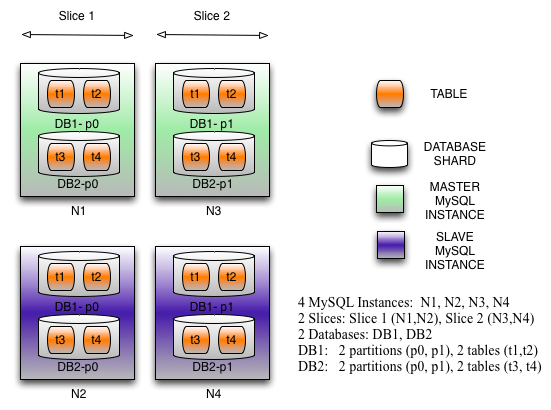 Slice 1 Slice 2
t1 t2 t1 t2
DB1- p0 DB1- p1
t3 t4 t3 t4
DB2-p0 DB2-p1
N1 N3
t1 t2 t1 t2
DB1- p0 DB1- p1
t3 t4 t3 t4
DB2-p0 DB2-p1
N2 N4
TABLE
DATABASE
SHARD
MASTER
MySQL
INSTANCE
SLAVE
MySQL
INSTANCE
4 MySQL Instances: N1, N2, N3, N4
2 Slices: Slice 1 (N1,N2), Slice 2 (N3,N4)
2 Databases: DB1, DB2
DB1: 2 partitions (p0, p1), 2 tables (t1,t2)
DB2: 2 partitions (p0, p1), 2 tables (t3, t4)